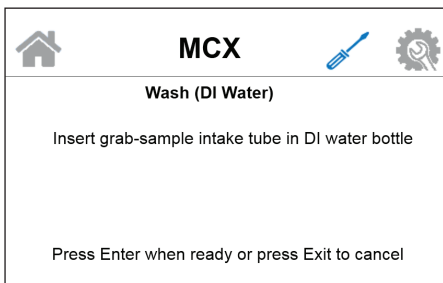 MCX
Wash (DI Water)
Insert grab-sample intake tube in DI water bottle
Press Enter when ready or press Exit to cancel